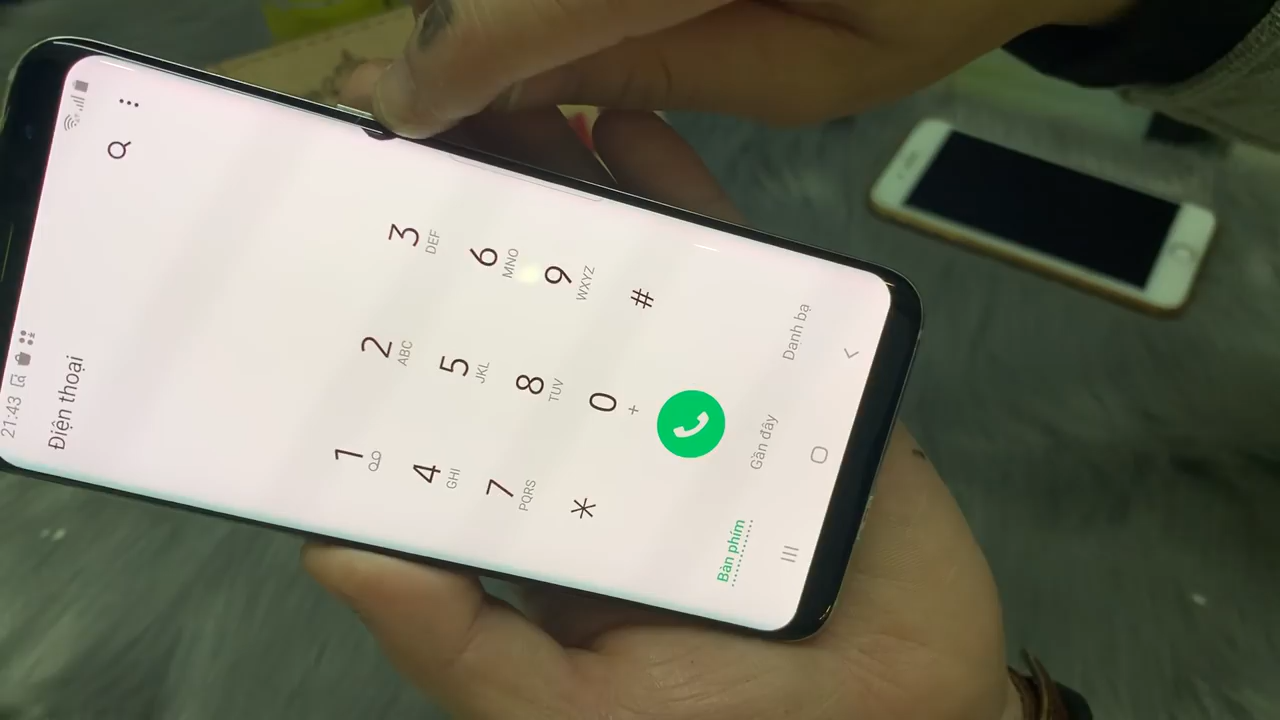 21:43
Điện thoại
1
2 ABC
3 DEF
4 GHI
5 JKL
6 MNO
7 PQRS
8 TUV
9 WXYZ
*
0 +
#
Bàn phím
Gần đây
Danh bạ